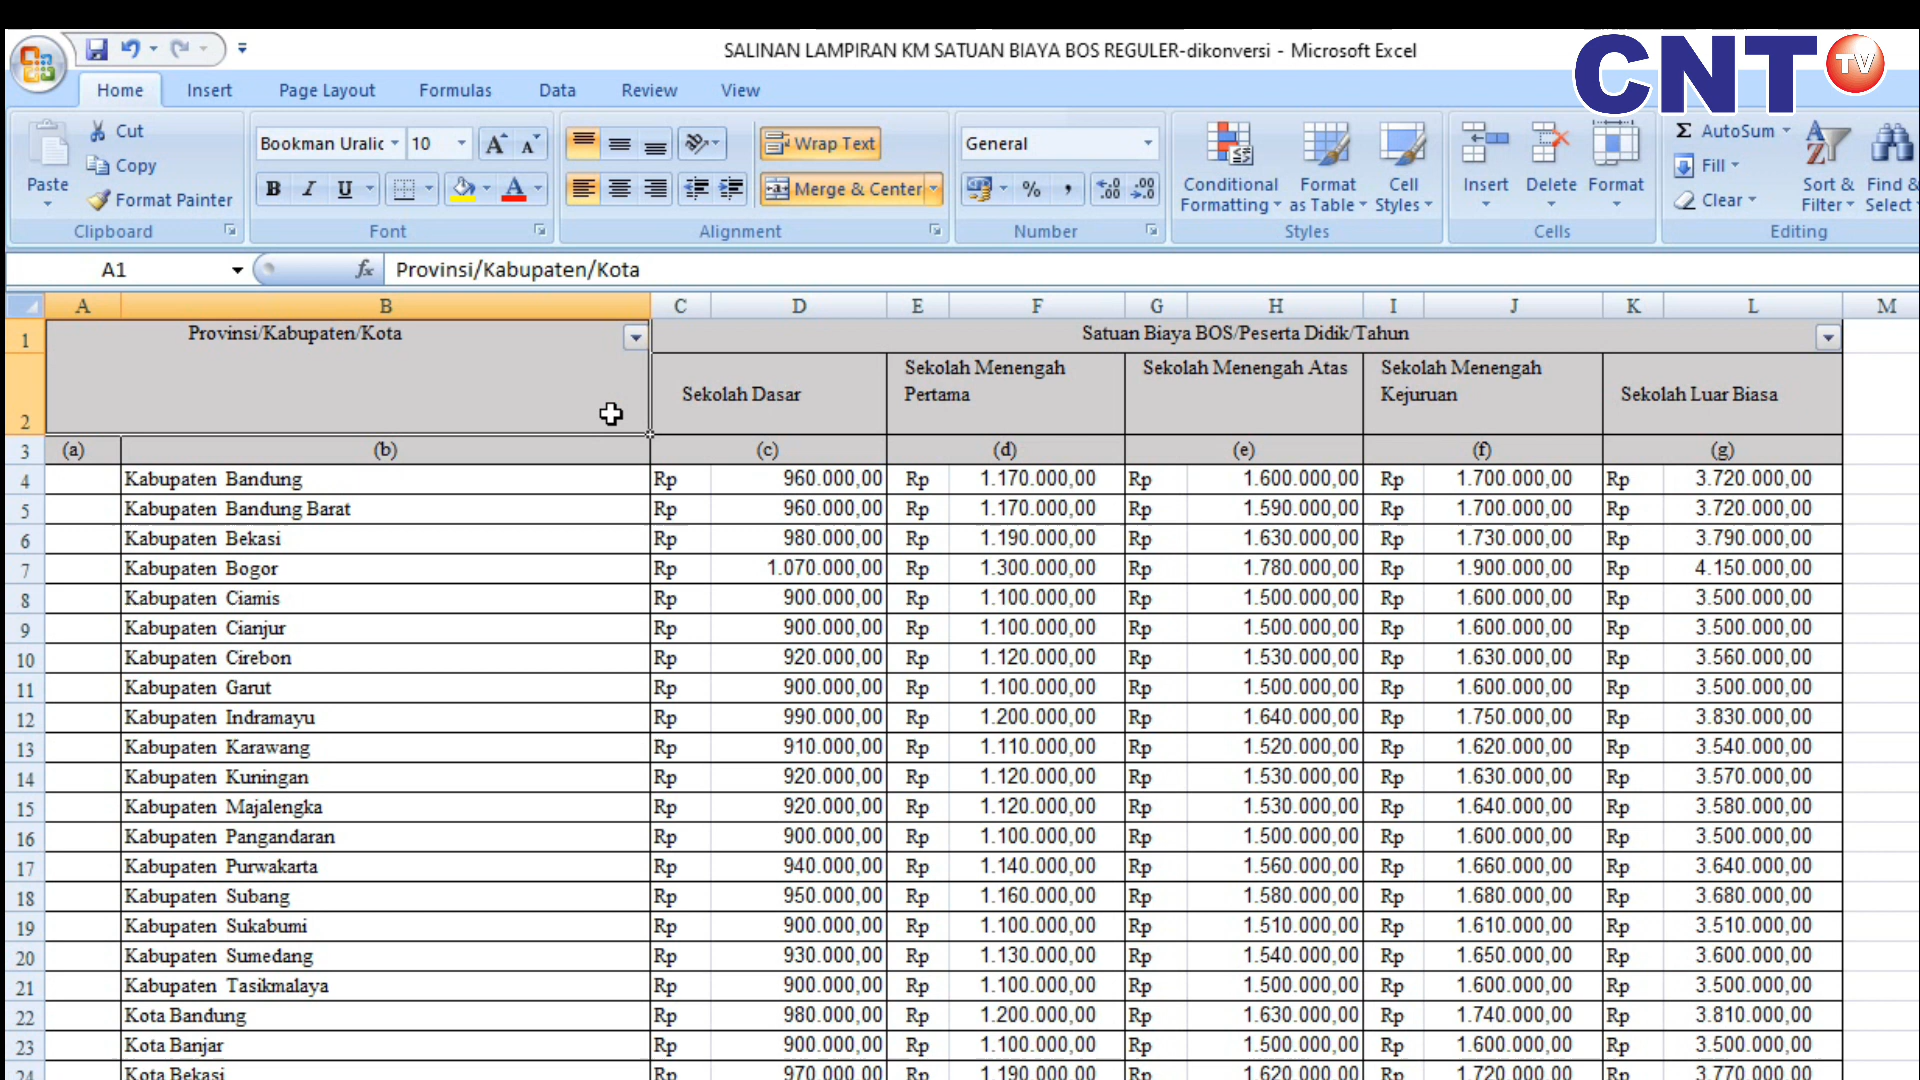 SALINAN LAMPIRAN KM SATUAN BIAYA BOS REGULER-dikonversi - Microsoft Excel
CNT TV
Home Insert Page Layout Formulas Data Review View
Paste
Cut
Copy
Format Painter
Clipboard
Bookman Uralic 10
B I U
Font
Wrap Text
Merge & Center
Alignment
General
% ,
Number
Conditional Formatting
Format as Table
Cell Styles
Styles
Insert Delete Format
Cells
Σ AutoSum
Fill
Clear
Sort & Filter
Find & Select
Editing
A1 fx Provinsi/Kabupaten/Kota
A B C D E F G H I J K L M
1 Provinsi/Kabupaten/Kota Satuan Biaya BOS/Peserta Didik/Tahun
2 Sekolah Dasar Sekolah Menengah Pertama Sekolah Menengah Atas Sekolah Menengah Kejuruan Sekolah Luar Biasa
3 (a) (b) (c) (d) (e) (f) (g)
4 Kabupaten Bandung Rp 960.000,00 Rp 1.170.000,00 Rp 1.600.000,00 Rp 1.700.000,00 Rp 3.720.000,00
5 Kabupaten Bandung Barat Rp 960.000,00 Rp 1.170.000,00 Rp 1.590.000,00 Rp 1.700.000,00 Rp 3.720.000,00
6 Kabupaten Bekasi Rp 980.000,00 Rp 1.190.000,00 Rp 1.630.000,00 Rp 1.730.000,00 Rp 3.790.000,00
7 Kabupaten Bogor Rp 1.070.000,00 Rp 1.300.000,00 Rp 1.780.000,00 Rp 1.900.000,00 Rp 4.150.000,00
8 Kabupaten Ciamis Rp 900.000,00 Rp 1.100.000,00 Rp 1.500.000,00 Rp 1.600.000,00 Rp 3.500.000,00
9 Kabupaten Cianjur Rp 900.000,00 Rp 1.100.000,00 Rp 1.500.000,00 Rp 1.600.000,00 Rp 3.500.000,00
10 Kabupaten Cirebon Rp 920.000,00 Rp 1.120.000,00 Rp 1.530.000,00 Rp 1.630.000,00 Rp 3.560.000,00
11 Kabupaten Garut Rp 900.000,00 Rp 1.100.000,00 Rp 1.500.000,00 Rp 1.600.000,00 Rp 3.500.000,00
12 Kabupaten Indramayu Rp 990.000,00 Rp 1.200.000,00 Rp 1.640.000,00 Rp 1.750.000,00 Rp 3.830.000,00
13 Kabupaten Karawang Rp 910.000,00 Rp 1.110.000,00 Rp 1.520.000,00 Rp 1.620.000,00 Rp 3.540.000,00
14 Kabupaten Kuningan Rp 920.000,00 Rp 1.120.000,00 Rp 1.530.000,00 Rp 1.630.000,00 Rp 3.570.000,00
15 Kabupaten Majalengka Rp 920.000,00 Rp 1.120.000,00 Rp 1.530.000,00 Rp 1.640.000,00 Rp 3.580.000,00
16 Kabupaten Pangandaran Rp 900.000,00 Rp 1.100.000,00 Rp 1.500.000,00 Rp 1.600.000,00 Rp 3.500.000,00
17 Kabupaten Purwakarta Rp 940.000,00 Rp 1.140.000,00 Rp 1.560.000,00 Rp 1.660.000,00 Rp 3.640.000,00
18 Kabupaten Subang Rp 950.000,00 Rp 1.160.000,00 Rp 1.580.000,00 Rp 1.680.000,00 Rp 3.680.000,00
19 Kabupaten Sukabumi Rp 900.000,00 Rp 1.100.000,00 Rp 1.510.000,00 Rp 1.610.000,00 Rp 3.510.000,00
20 Kabupaten Sumedang Rp 930.000,00 Rp 1.130.000,00 Rp 1.540.000,00 Rp 1.650.000,00 Rp 3.600.000,00
21 Kabupaten Tasikmalaya Rp 900.000,00 Rp 1.100.000,00 Rp 1.500.000,00 Rp 1.600.000,00 Rp 3.500.000,00
22 Kota Bandung Rp 980.000,00 Rp 1.200.000,00 Rp 1.630.000,00 Rp 1.740.000,00 Rp 3.810.000,00
23 Kota Banjar Rp 900.000,00 Rp 1.100.000,00 Rp 1.500.000,00 Rp 1.600.000,00 Rp 3.500.000,00
24 Kota Bekasi Rp 970.000,00 Rp 1.190.000,00 Rp 1.620.000,00 Rp 1.720.000,00 Rp 3.770.000,00